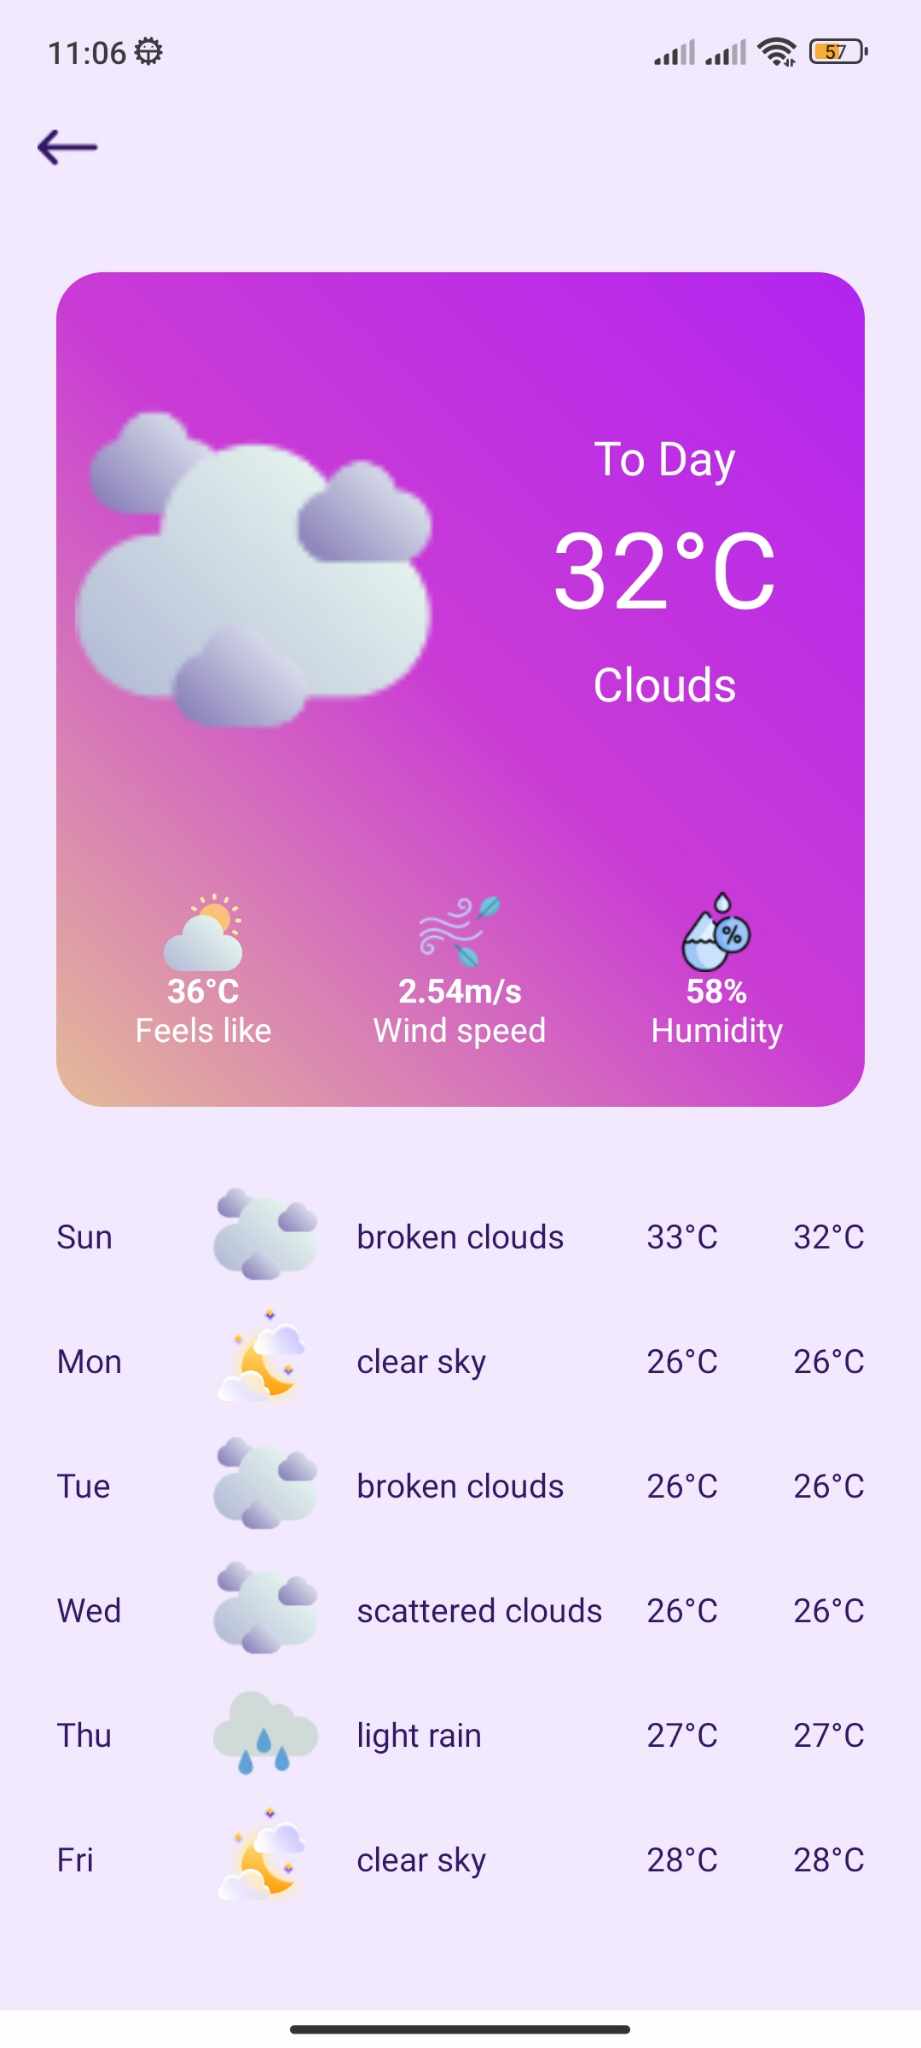 11:06
57
To Day
32°C
Clouds
%
36°C 2.54m/s 58%
Feels like Wind speed Humidity
Sun broken clouds 33°C 32°C
Mon clear sky 26°C 26°C
Tue broken clouds 26°C 26°C
Wed scattered clouds 26°C 26°C
Thu light rain 27°C 27°C
Fri clear sky 28°C 28°C